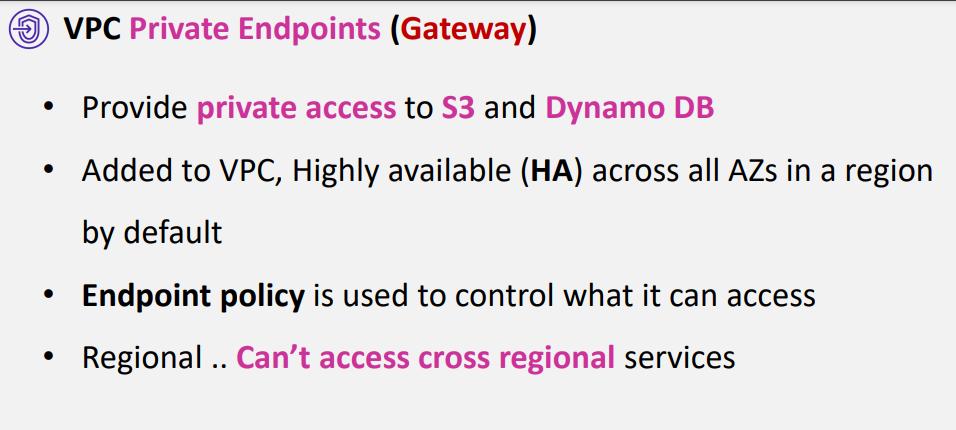 VPC Private Endpoints (Gateway)
• Provide private access to S3 and Dynamo DB
• Added to VPC, Highly available (HA) across all AZs in a region
by default
• Endpoint policy is used to control what it can access
• Regional .. Can’t access cross regional services